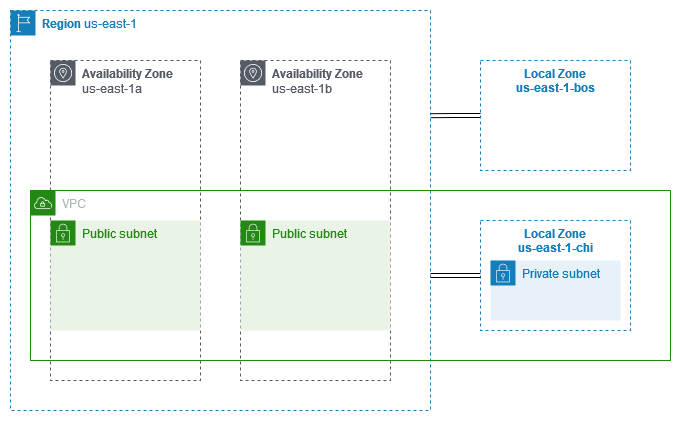 Region us-east-1
Availability Zone
us-east-1a
Availability Zone
us-east-1b
Local Zone
us-east-1-bos
VPC
Public subnet
Public subnet
Local Zone
us-east-1-chi
Private subnet